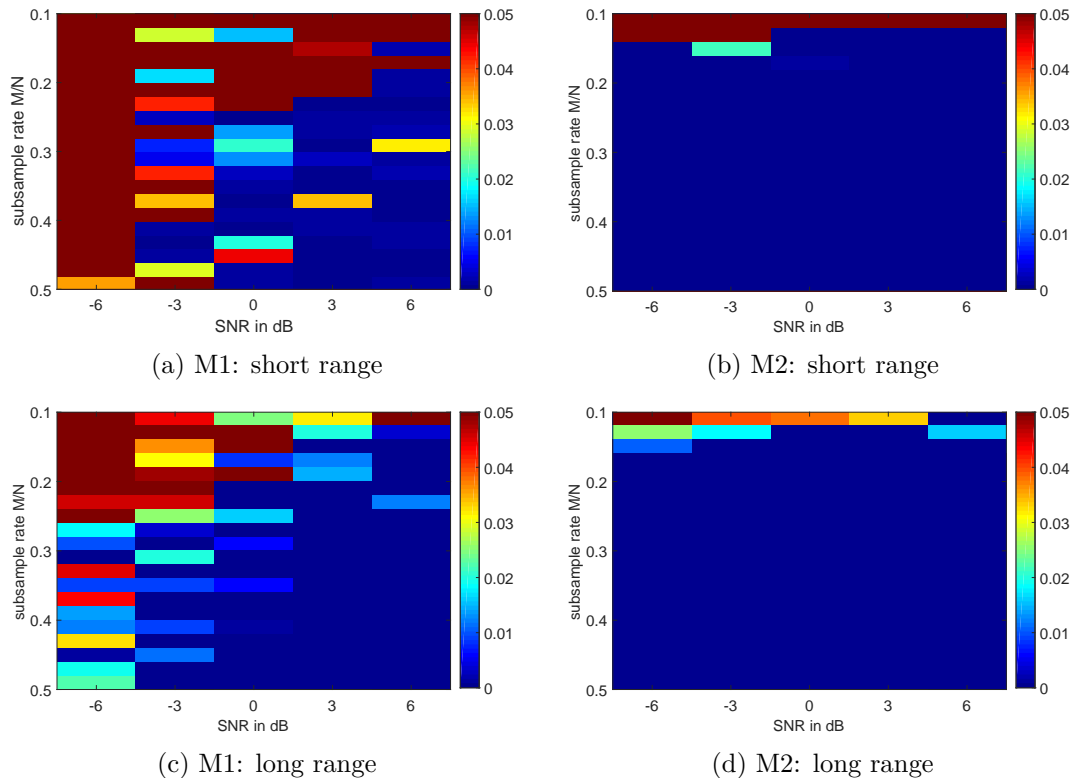 0.1
0.2
0.3
0.4
0.5
subsample rate M/N
-6 -3 0 3 6
SNR in dB
0.05
0.04
0.03
0.02
0.01
0
(a) M1: short range
0.1
0.2
0.3
0.4
0.5
subsample rate M/N
-6 -3 0 3 6
SNR in dB
0.05
0.04
0.03
0.02
0.01
0
(b) M2: short range
0.1
0.2
0.3
0.4
0.5
subsample rate M/N
-6 -3 0 3 6
SNR in dB
0.05
0.04
0.03
0.02
0.01
0
(c) M1: long range
0.1
0.2
0.3
0.4
0.5
subsample rate M/N
-6 -3 0 3 6
SNR in dB
0.05
0.04
0.03
0.02
0.01
0
(d) M2: long range